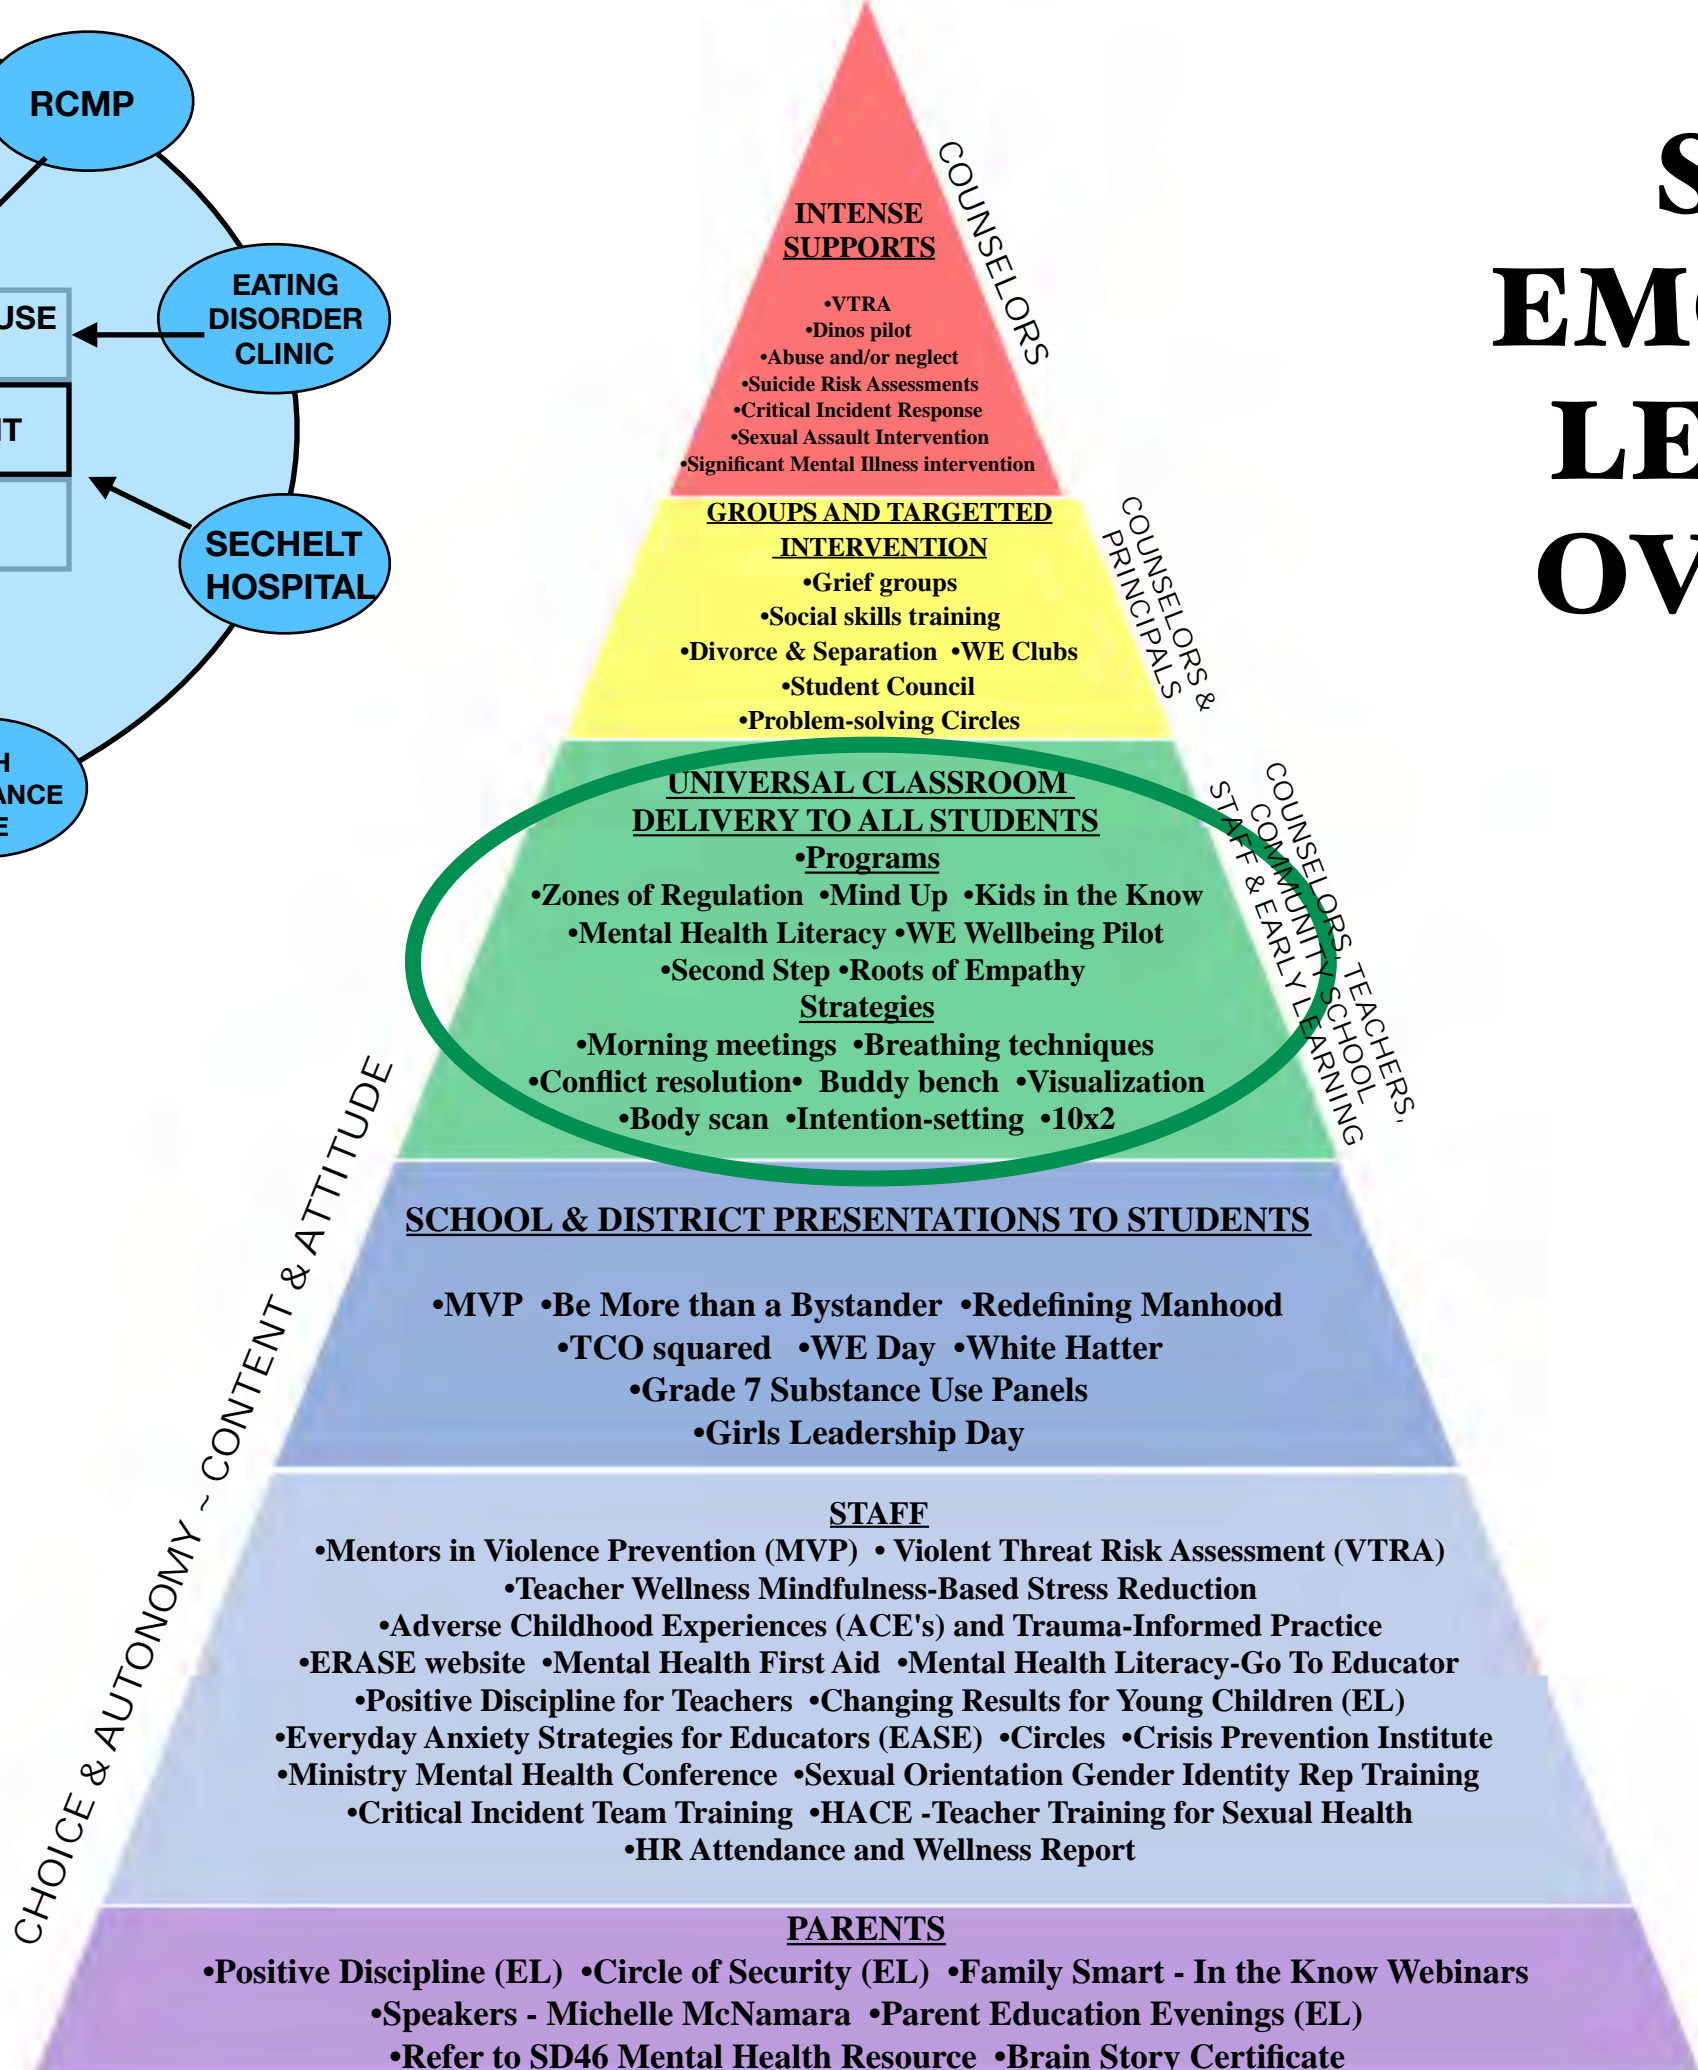 RCMP
EATING
DISORDER
CLINIC
SECHELT
HOSPITAL
INTENSE
SUPPORTS
•VTRA
•Dinos pilot
•Abuse and/or neglect
•Suicide Risk Assessments
•Critical Incident Response
•Sexual Assault Intervention
•Significant Mental Illness intervention
COUNSELORS
GROUPS AND TARGETTED
INTERVENTION
•Grief groups
•Social skills training
•Divorce & Separation •WE Clubs
•Student Council
•Problem-solving Circles
COUNSELORS &
PRINCIPALS
UNIVERSAL CLASSROOM
DELIVERY TO ALL STUDENTS
•Programs
•Zones of Regulation •Mind Up •Kids in the Know
•Mental Health Literacy •WE Wellbeing Pilot
•Second Step •Roots of Empathy
Strategies
•Morning meetings •Breathing techniques
•Conflict resolution• Buddy bench •Visualization
•Body scan •Intention-setting •10x2
COUNSELORS, TEACHERS,
COMMUNITY SCHOOL
STAFF & EARLY LEARNING
SCHOOL & DISTRICT PRESENTATIONS TO STUDENTS
•MVP •Be More than a Bystander •Redefining Manhood
•TCO squared •WE Day •White Hatter
•Grade 7 Substance Use Panels
•Girls Leadership Day
CHOICE & AUTONOMY ~ CONTENT & ATTITUDE
STAFF
•Mentors in Violence Prevention (MVP) • Violent Threat Risk Assessment (VTRA)
•Teacher Wellness Mindfulness-Based Stress Reduction
•Adverse Childhood Experiences (ACE's) and Trauma-Informed Practice
•ERASE website •Mental Health First Aid •Mental Health Literacy-Go To Educator
•Positive Discipline for Teachers •Changing Results for Young Children (EL)
•Everyday Anxiety Strategies for Educators (EASE) •Circles •Crisis Prevention Institute
•Ministry Mental Health Conference •Sexual Orientation Gender Identity Rep Training
•Critical Incident Team Training •HACE -Teacher Training for Sexual Health
•HR Attendance and Wellness Report
PARENTS
•Positive Discipline (EL) •Circle of Security (EL) •Family Smart - In the Know Webinars
•Speakers - Michelle McNamara •Parent Education Evenings (EL)
•Refer to SD46 Mental Health Resource •Brain Story Certificate